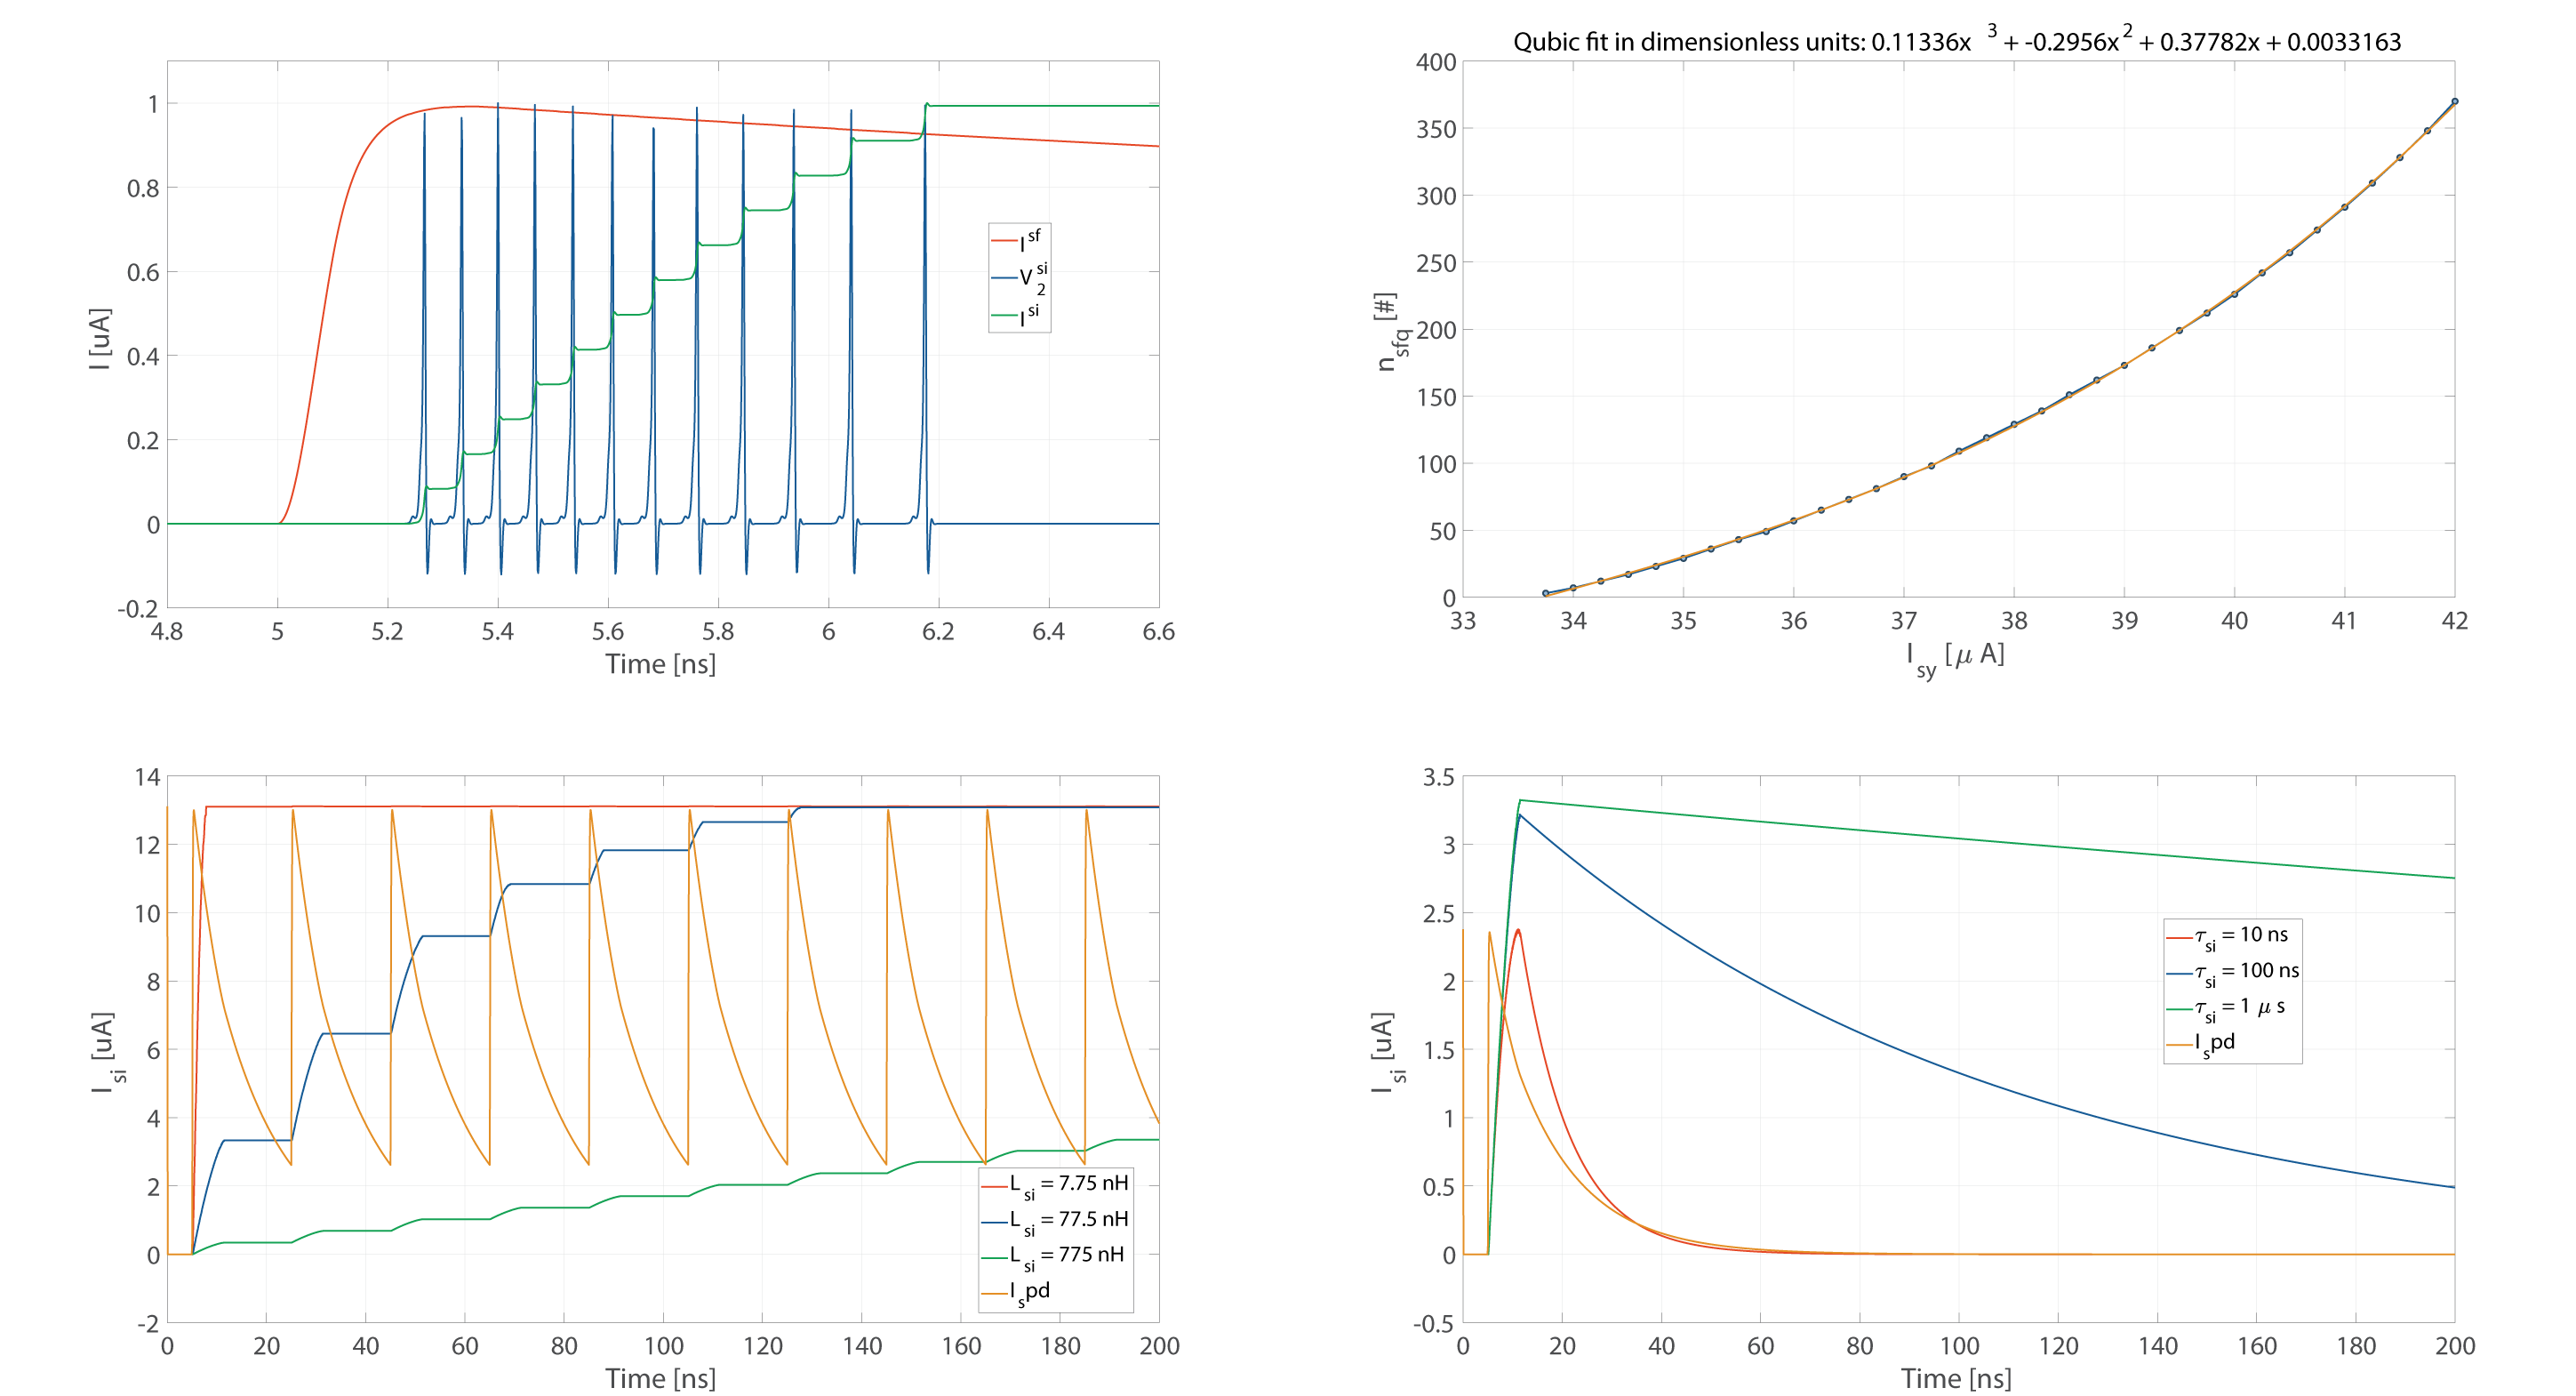 1
0.8
0.6
0.4
0.2
0
-0.2
I [uA]
4.8 5 5.2 5.4 5.6 5.8 6 6.2 6.4 6.6
Time [ns]
I sf
V 2 si
I si
Qubic fit in dimensionless units: 0.11336x 3 + -0.2956x2 + 0.37782x + 0.0033163
400
350
300
250
200
150
100
50
0
n sfq [#]
33 34 35 36 37 38 39 40 41 42
I sy [μ A]
14
12
10
8
6
4
2
0
-2
I si [uA]
0 20 40 60 80 100 120 140 160 180 200
Time [ns]
L si = 7.75 nH
L si = 77.5 nH
L si = 775 nH
I s pd
3.5
3
2.5
2
1.5
1
0.5
0
-0.5
I si [uA]
0 20 40 60 80 100 120 140 160 180 200
Time [ns]
τ si = 10 ns
τ si = 100 ns
τ si = 1 μ s
I s pd